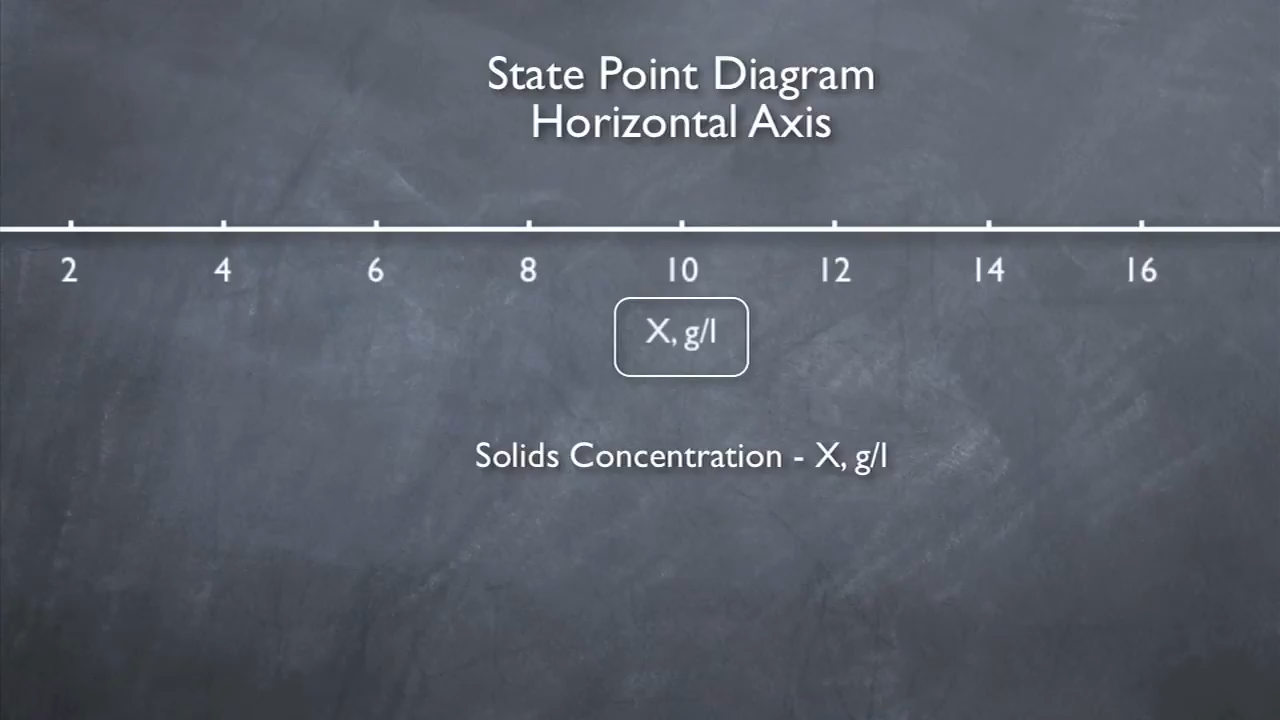 State Point Diagram
Horizontal Axis
2 4 6 8 10 12 14 16
X, g/l
Solids Concentration - X, g/l